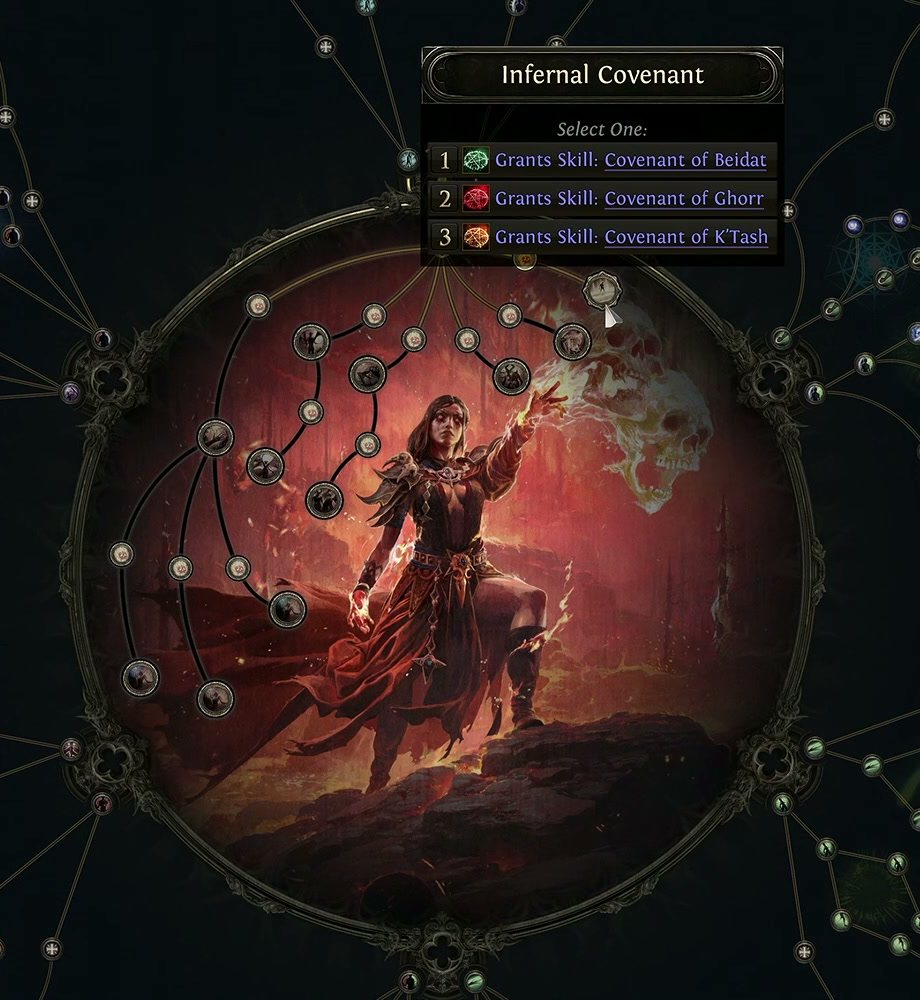 Infernal Covenant
Select One:
1 Grants Skill: Covenant of Beidat
2 Grants Skill: Covenant of Ghorr
3 Grants Skill: Covenant of K'Tash